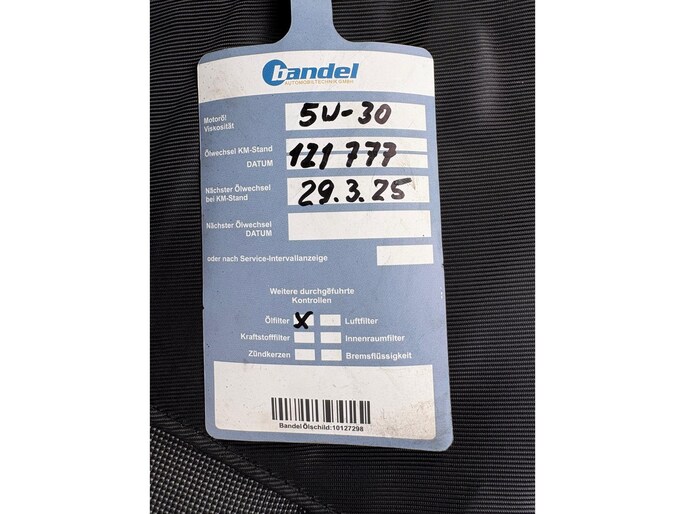 bandel
AUTOMOBILTECHNIK GMBH
Motoröl
Viskosität
5W-30
Ölwechsel KM-Stand
DATUM
121 777
Nächster Ölwechsel
bei KM-Stand
29.3.25
Nächster Ölwechsel
DATUM
oder nach Service-Intervallanzeige
Weitere durchgeführte
Kontrollen
Ölfilter X Luftfilter
Kraftstofffilter Innenraumfilter
Zündkerzen Bremsflüssigkeit
Bandel Ölschild:10127298